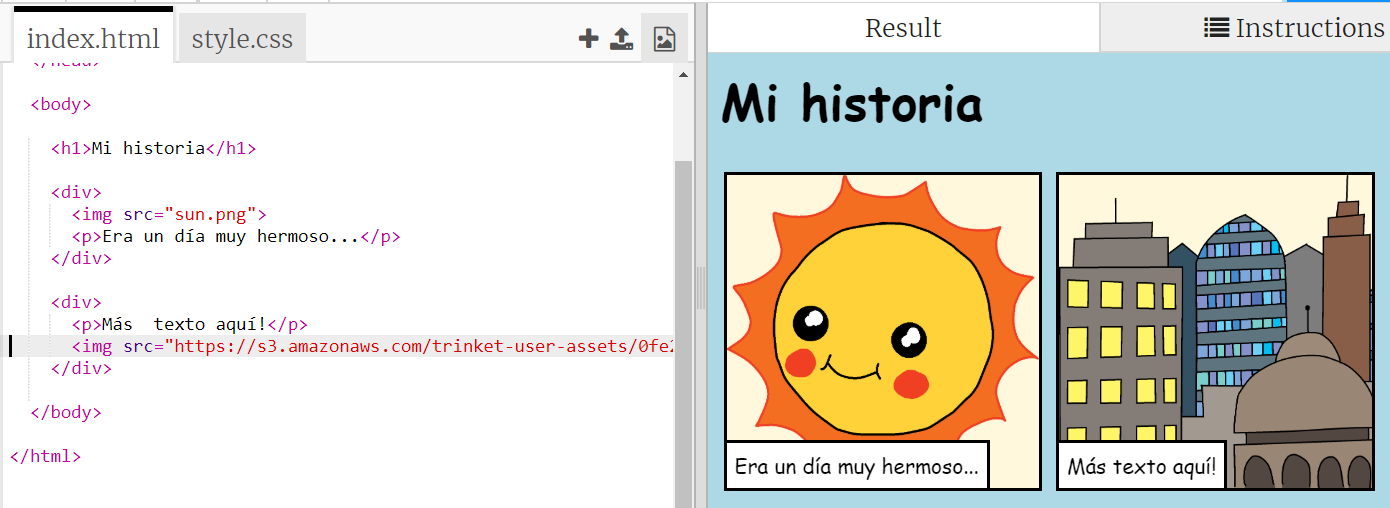 index.html style.css
</head>
<body>
<h1>Mi historia</h1>
<div>
<img src="sun.png">
<p>Era un día muy hermoso...</p>
</div>
<div>
<p>Más  texto aquí!</p>
<img src="https://s3.amazonaws.com/trinket-user-assets/0fe2
</div>
</body>
</html>
Result Instructions
Mi historia
Era un día muy hermoso...
Más texto aquí!